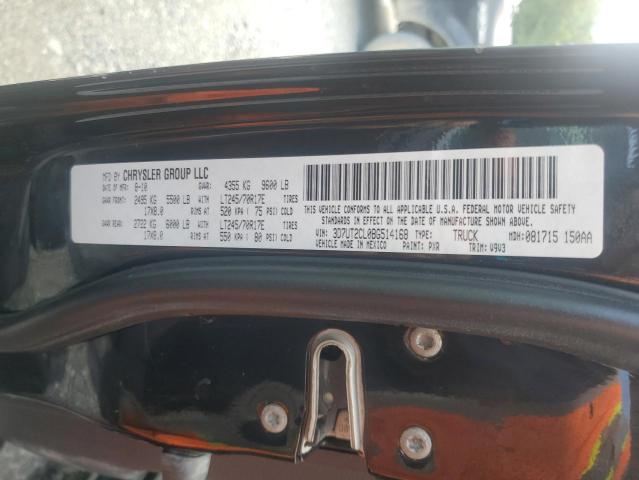 MFD BY CHRYSLER GROUP LLC
DATE OF MFR: 8-10 GVWR: 4355 KG 9600 LB
GAWR FRONT: 2495 KG 5500 LB WITH LT245/70R17E
17X8.0 RIMS AT 520 KPA ( 75 PSI) COLD
GAWR REAR: 2722 KG 6000 LB WITH LT245/70R17E
17X8.0 RIMS AT 550 KPA ( 80 PSI) COLD
THIS VEHICLE CONFORMS TO ALL APPLICABLE U.S.A. FEDERAL MOTOR VEHICLE SAFETY
STANDARDS IN EFFECT ON THE DATE OF MANUFACTURE SHOWN ABOVE.
VIN: 3D7UT2CL0BG514168 TYPE: TRUCK MDH: 081715 150AA
VEHICLE MADE IN MEXICO PAINT: PXR TRIM: V9V3